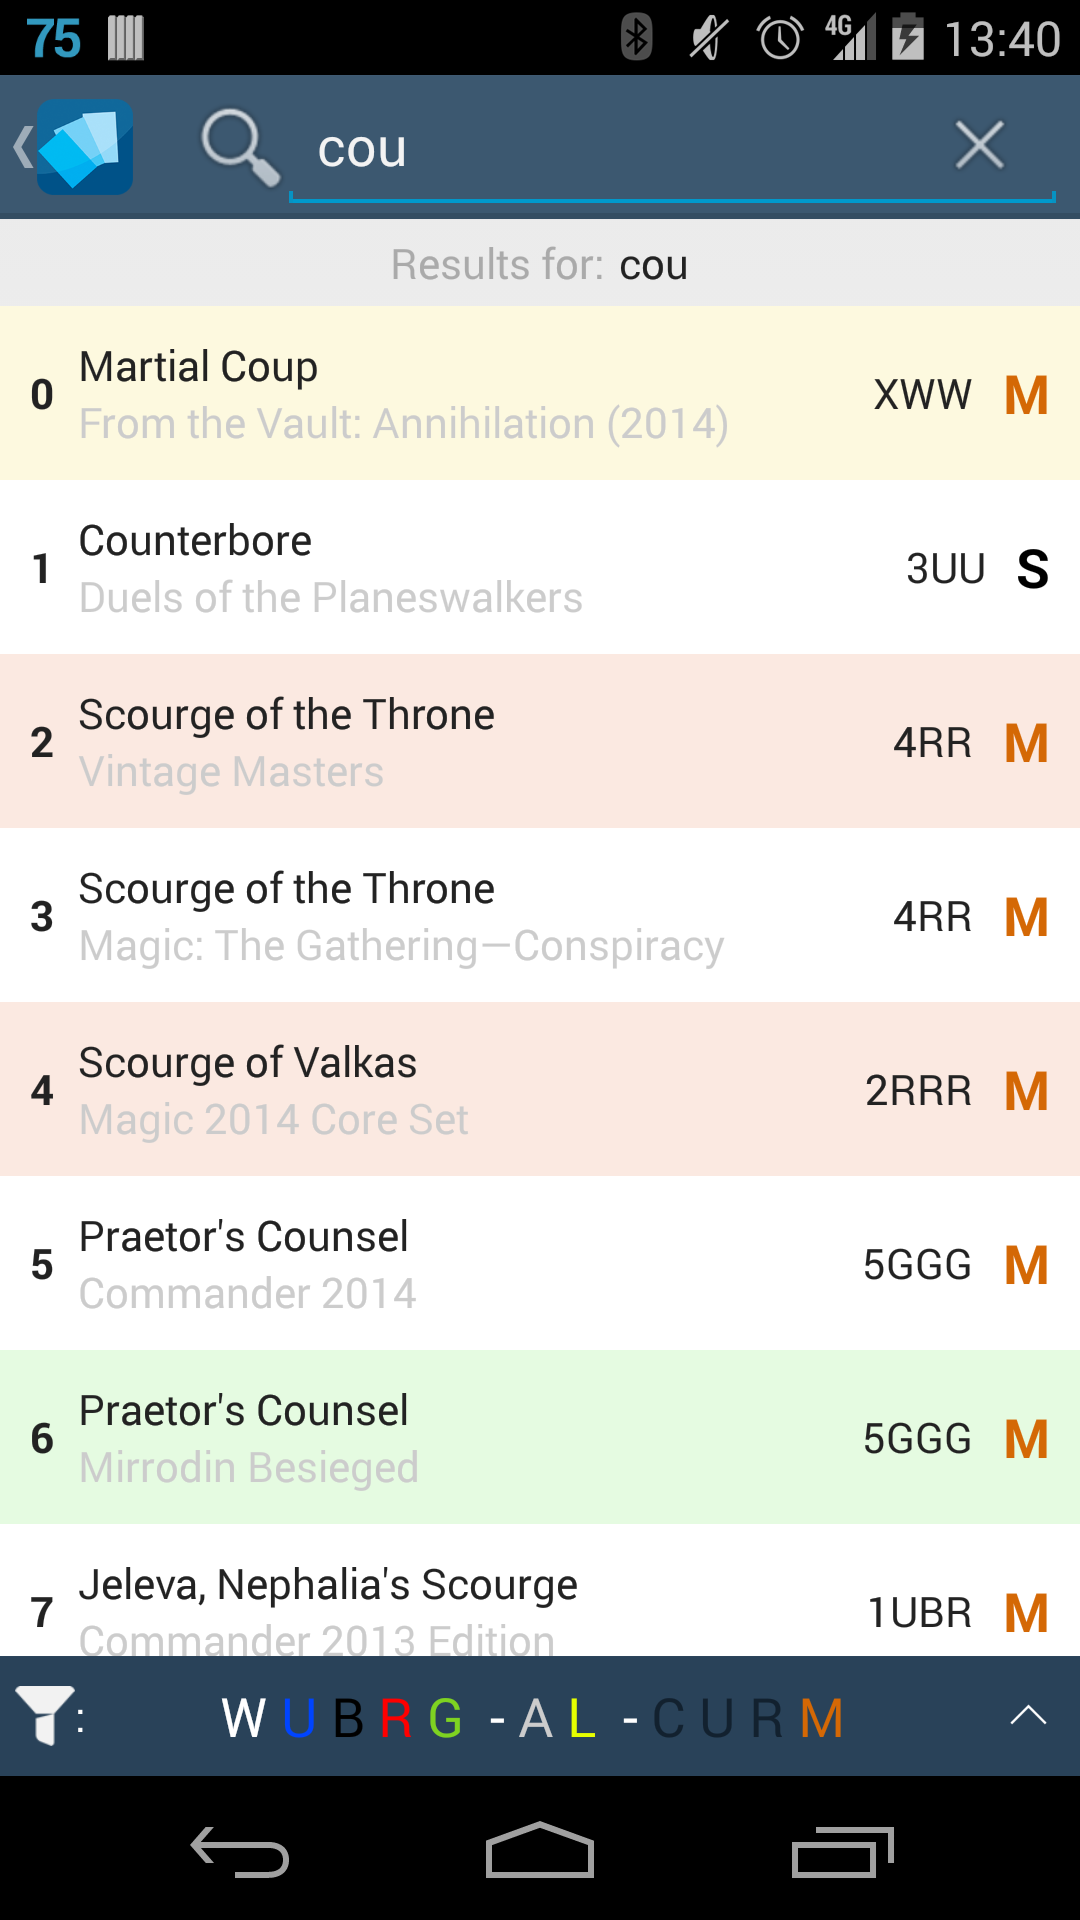 75 4G 13:40
cou
Results for: cou
0 Martial Coup XWW M
From the Vault: Annihilation (2014)
1 Counterbore 3UU S
Duels of the Planeswalkers
2 Scourge of the Throne 4RR M
Vintage Masters
3 Scourge of the Throne 4RR M
Magic: The Gathering—Conspiracy
4 Scourge of Valkas 2RRR M
Magic 2014 Core Set
5 Praetor's Counsel 5GGG M
Commander 2014
6 Praetor's Counsel 5GGG M
Mirrodin Besieged
7 Jeleva, Nephalia's Scourge 1UBR M
Commander 2013 Edition
: W U B R G - A L - C U R M